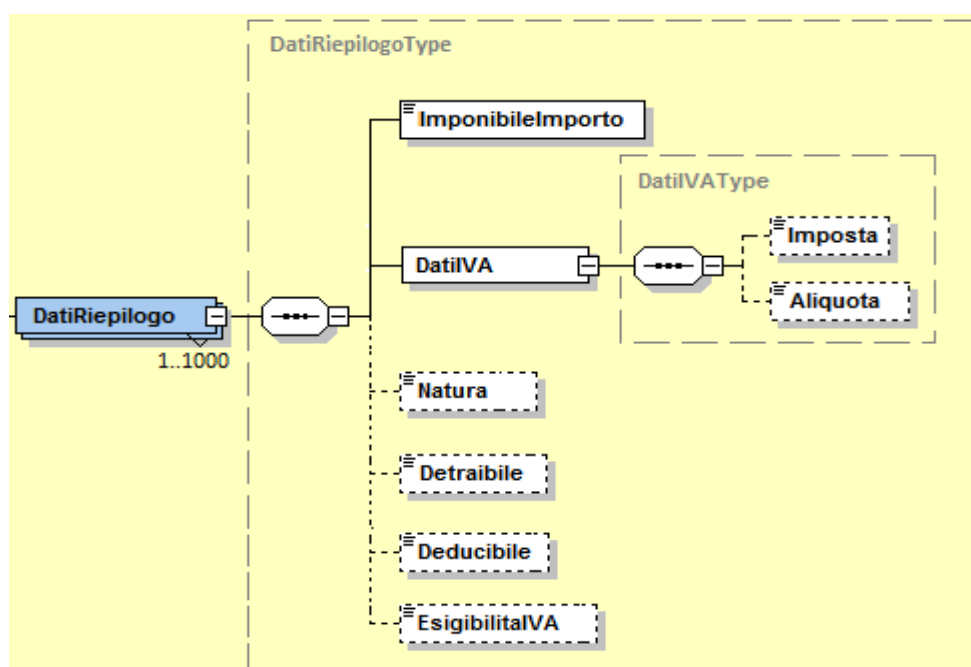 DatiRiepilogoType
ImponibileImporto
DatiIVAType
Imposta
DatiIVA
Aliquota
DatiRiepilogo
1..1000
Natura
Detraibile
Deducibile
EsigibilitaIVA